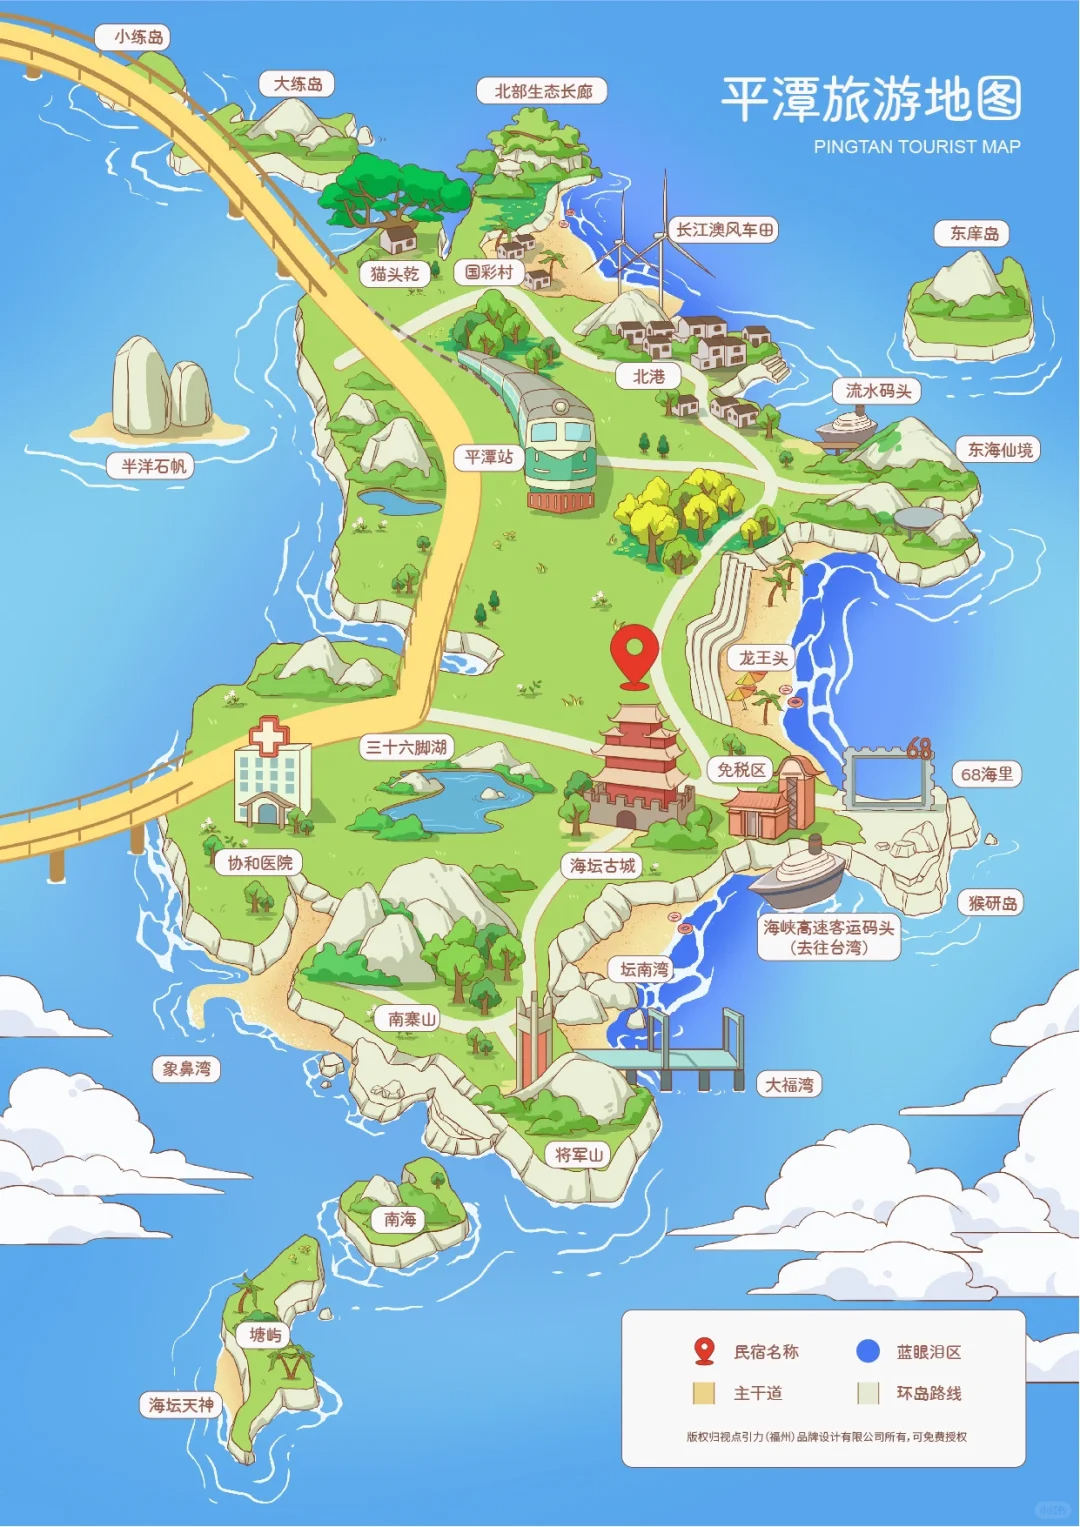 小练岛
大练岛
北部生态长廊
平潭旅游地图
PINGTAN TOURIST MAP
长江澳风车田
东庠岛
猫头乾
国彩村
北港
流水码头
东海仙境
半洋石帆
平潭站
龙王头
三十六脚湖
免税区
68
68海里
协和医院
海坛古城
猴研岛
海峡高速客运码头
（去往台湾）
坛南湾
南寨山
象鼻湾
大福湾
将军山
南海
塘屿
海坛天神
民宿名称
蓝眼泪区
主干道
环岛路线
版权归视点引力（福州）品牌设计有限公司所有，可免费授权